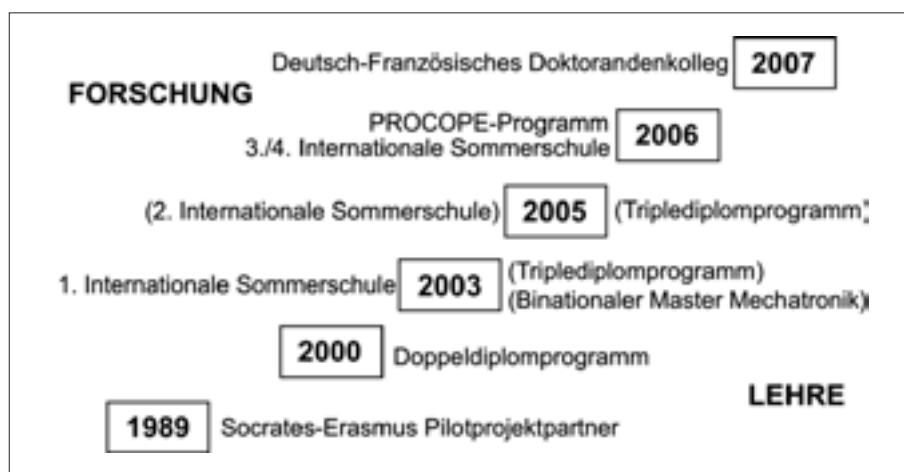 Deutsch-Französisches Doktorandenkolleg 2007
FORSCHUNG
PROCOPE-Programm
3./4. Internationale Sommerschule 2006
(2. Internationale Sommerschule) 2005 (Triplediplomprogramm)
1. Internationale Sommerschule 2003 (Triplediplomprogramm)
(Binationaler Master Mechatronik)
2000 Doppeldiplomprogramm
LEHRE
1989 Socrates-Erasmus Pilotprojektpartner